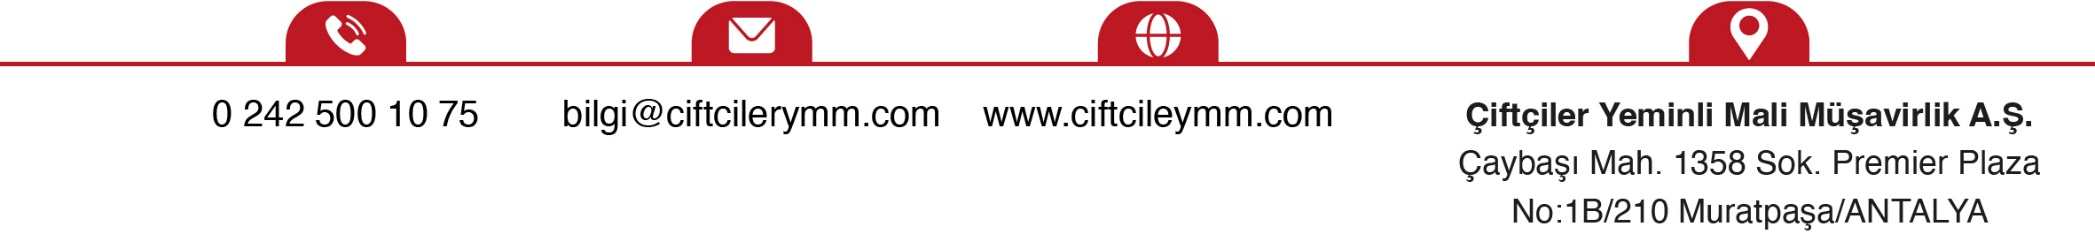 0 242 500 10 75
bilgi@ciftcilerymm.com
www.ciftcileymm.com
Çiftçiler Yeminli Mali Müşavirlik A.Ş.
Çaybaşı Mah. 1358 Sok. Premier Plaza
No:1B/210 Muratpaşa/ANTALYA